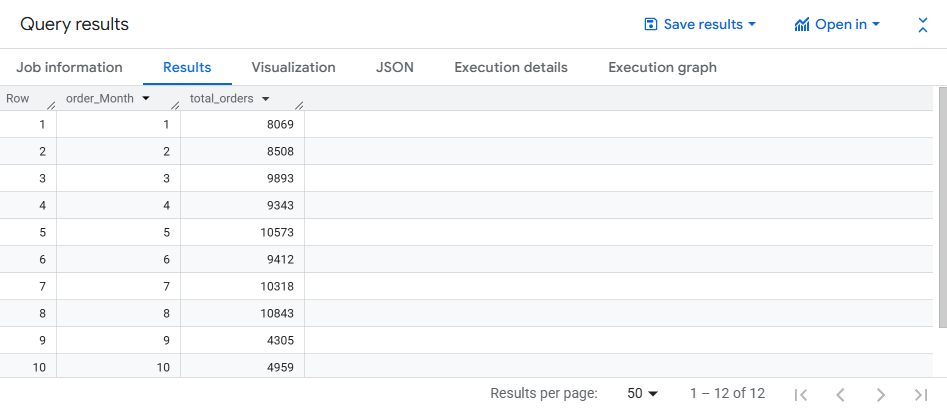 Query results Save results Open in
Job information Results Visualization JSON Execution details Execution graph
Row order_Month total_orders
1 1 8069
2 2 8508
3 3 9893
4 4 9343
5 5 10573
6 6 9412
7 7 10318
8 8 10843
9 9 4305
10 10 4959
Results per page: 50 1 – 12 of 12